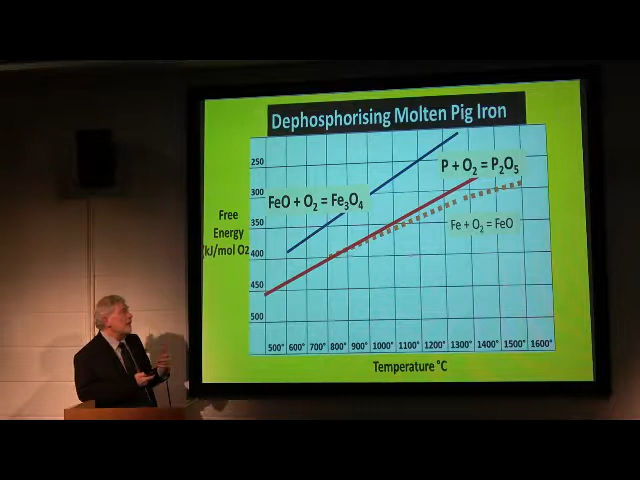 Dephosphorising Molten Pig Iron
250
300
350
400
450
500
Free
Energy
kJ/mol O2
P + O₂ = P₂O₅
FeO + O₂ = Fe₃O₄
Fe + O₂ = FeO
500° 600° 700° 800° 900° 1000° 1100° 1200° 1300° 1400° 1500° 1600°
Temperature °C